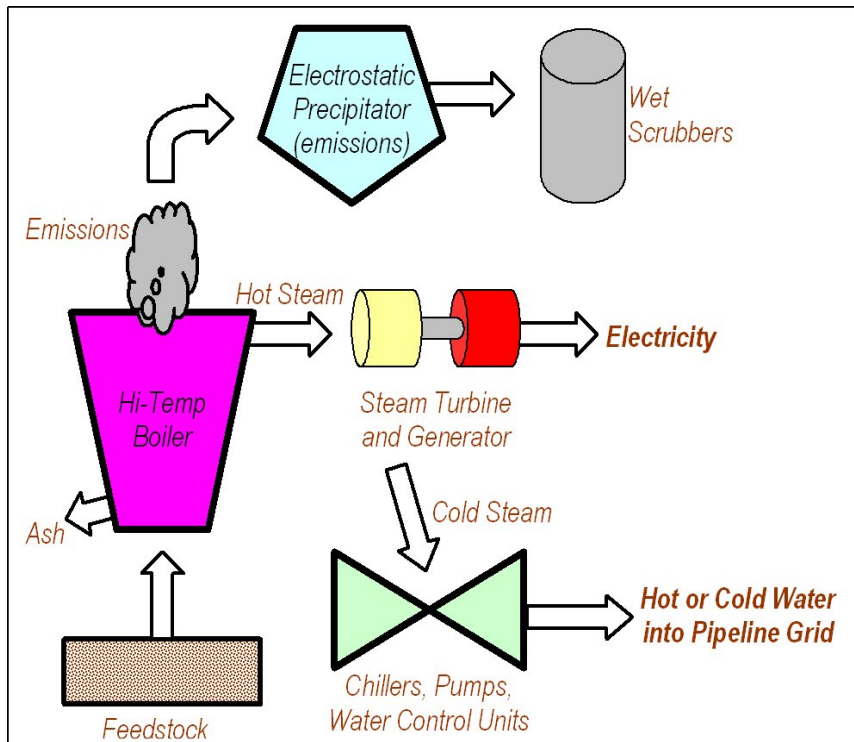 Electrostatic
Precipitator
(emissions)
Wet
Scrubbers
Emissions
Hot Steam
Electricity
Hi-Temp
Boiler
Steam Turbine
and Generator
Ash
Cold Steam
Hot or Cold Water
into Pipeline Grid
Feedstock
Chillers, Pumps,
Water Control Units